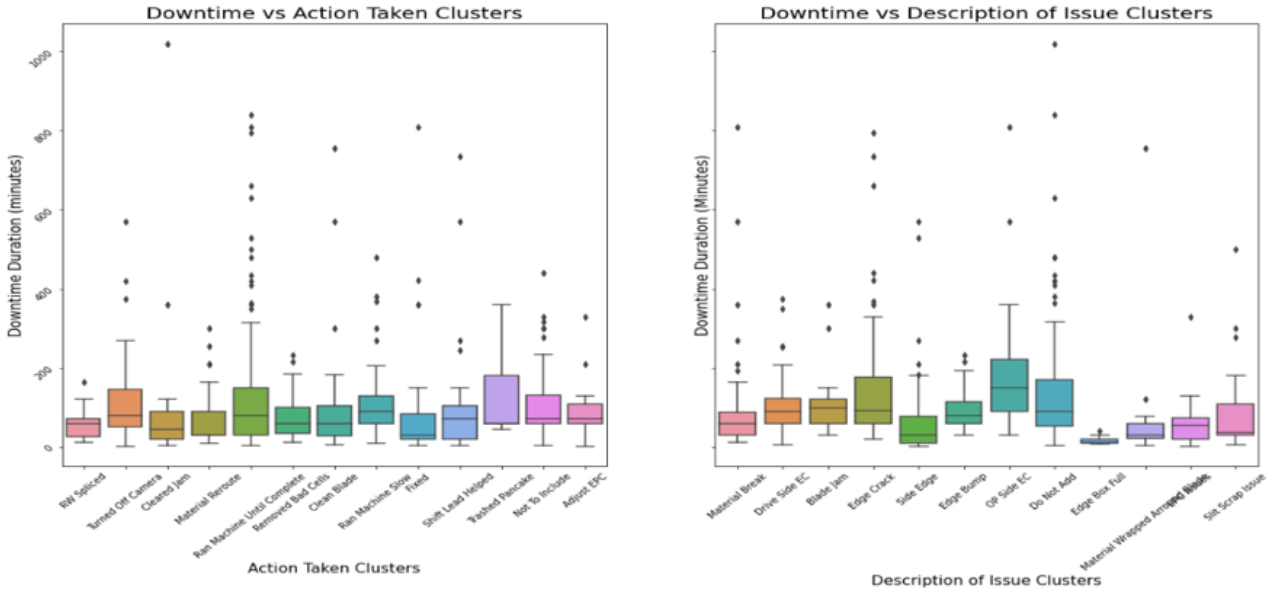 Downtime vs Action Taken Clusters
Downtime Duration (minutes)
1000
800
600
400
200
0
RW Spliced
Turned Off Camera
Cleared Jam
Material Reroute
Ran Machine Until Complete
Removed Bad Cells
Clean Blade
Ran Machine Slow
Fixed
Shift Lead Helped
Trashed Pancake
Not To Include
Adjust EPC
Action Taken Clusters
Downtime vs Description of Issue Clusters
Downtime Duration (Minutes)
Material Break
Drive Side EC
Blade Jam
Edge Crack
Side Edge
Edge Bump
OP Side EC
Do Not Add
Edge Box Full
Material Wrapped Around Blade
Slit Scrap Issue
Description of Issue Clusters